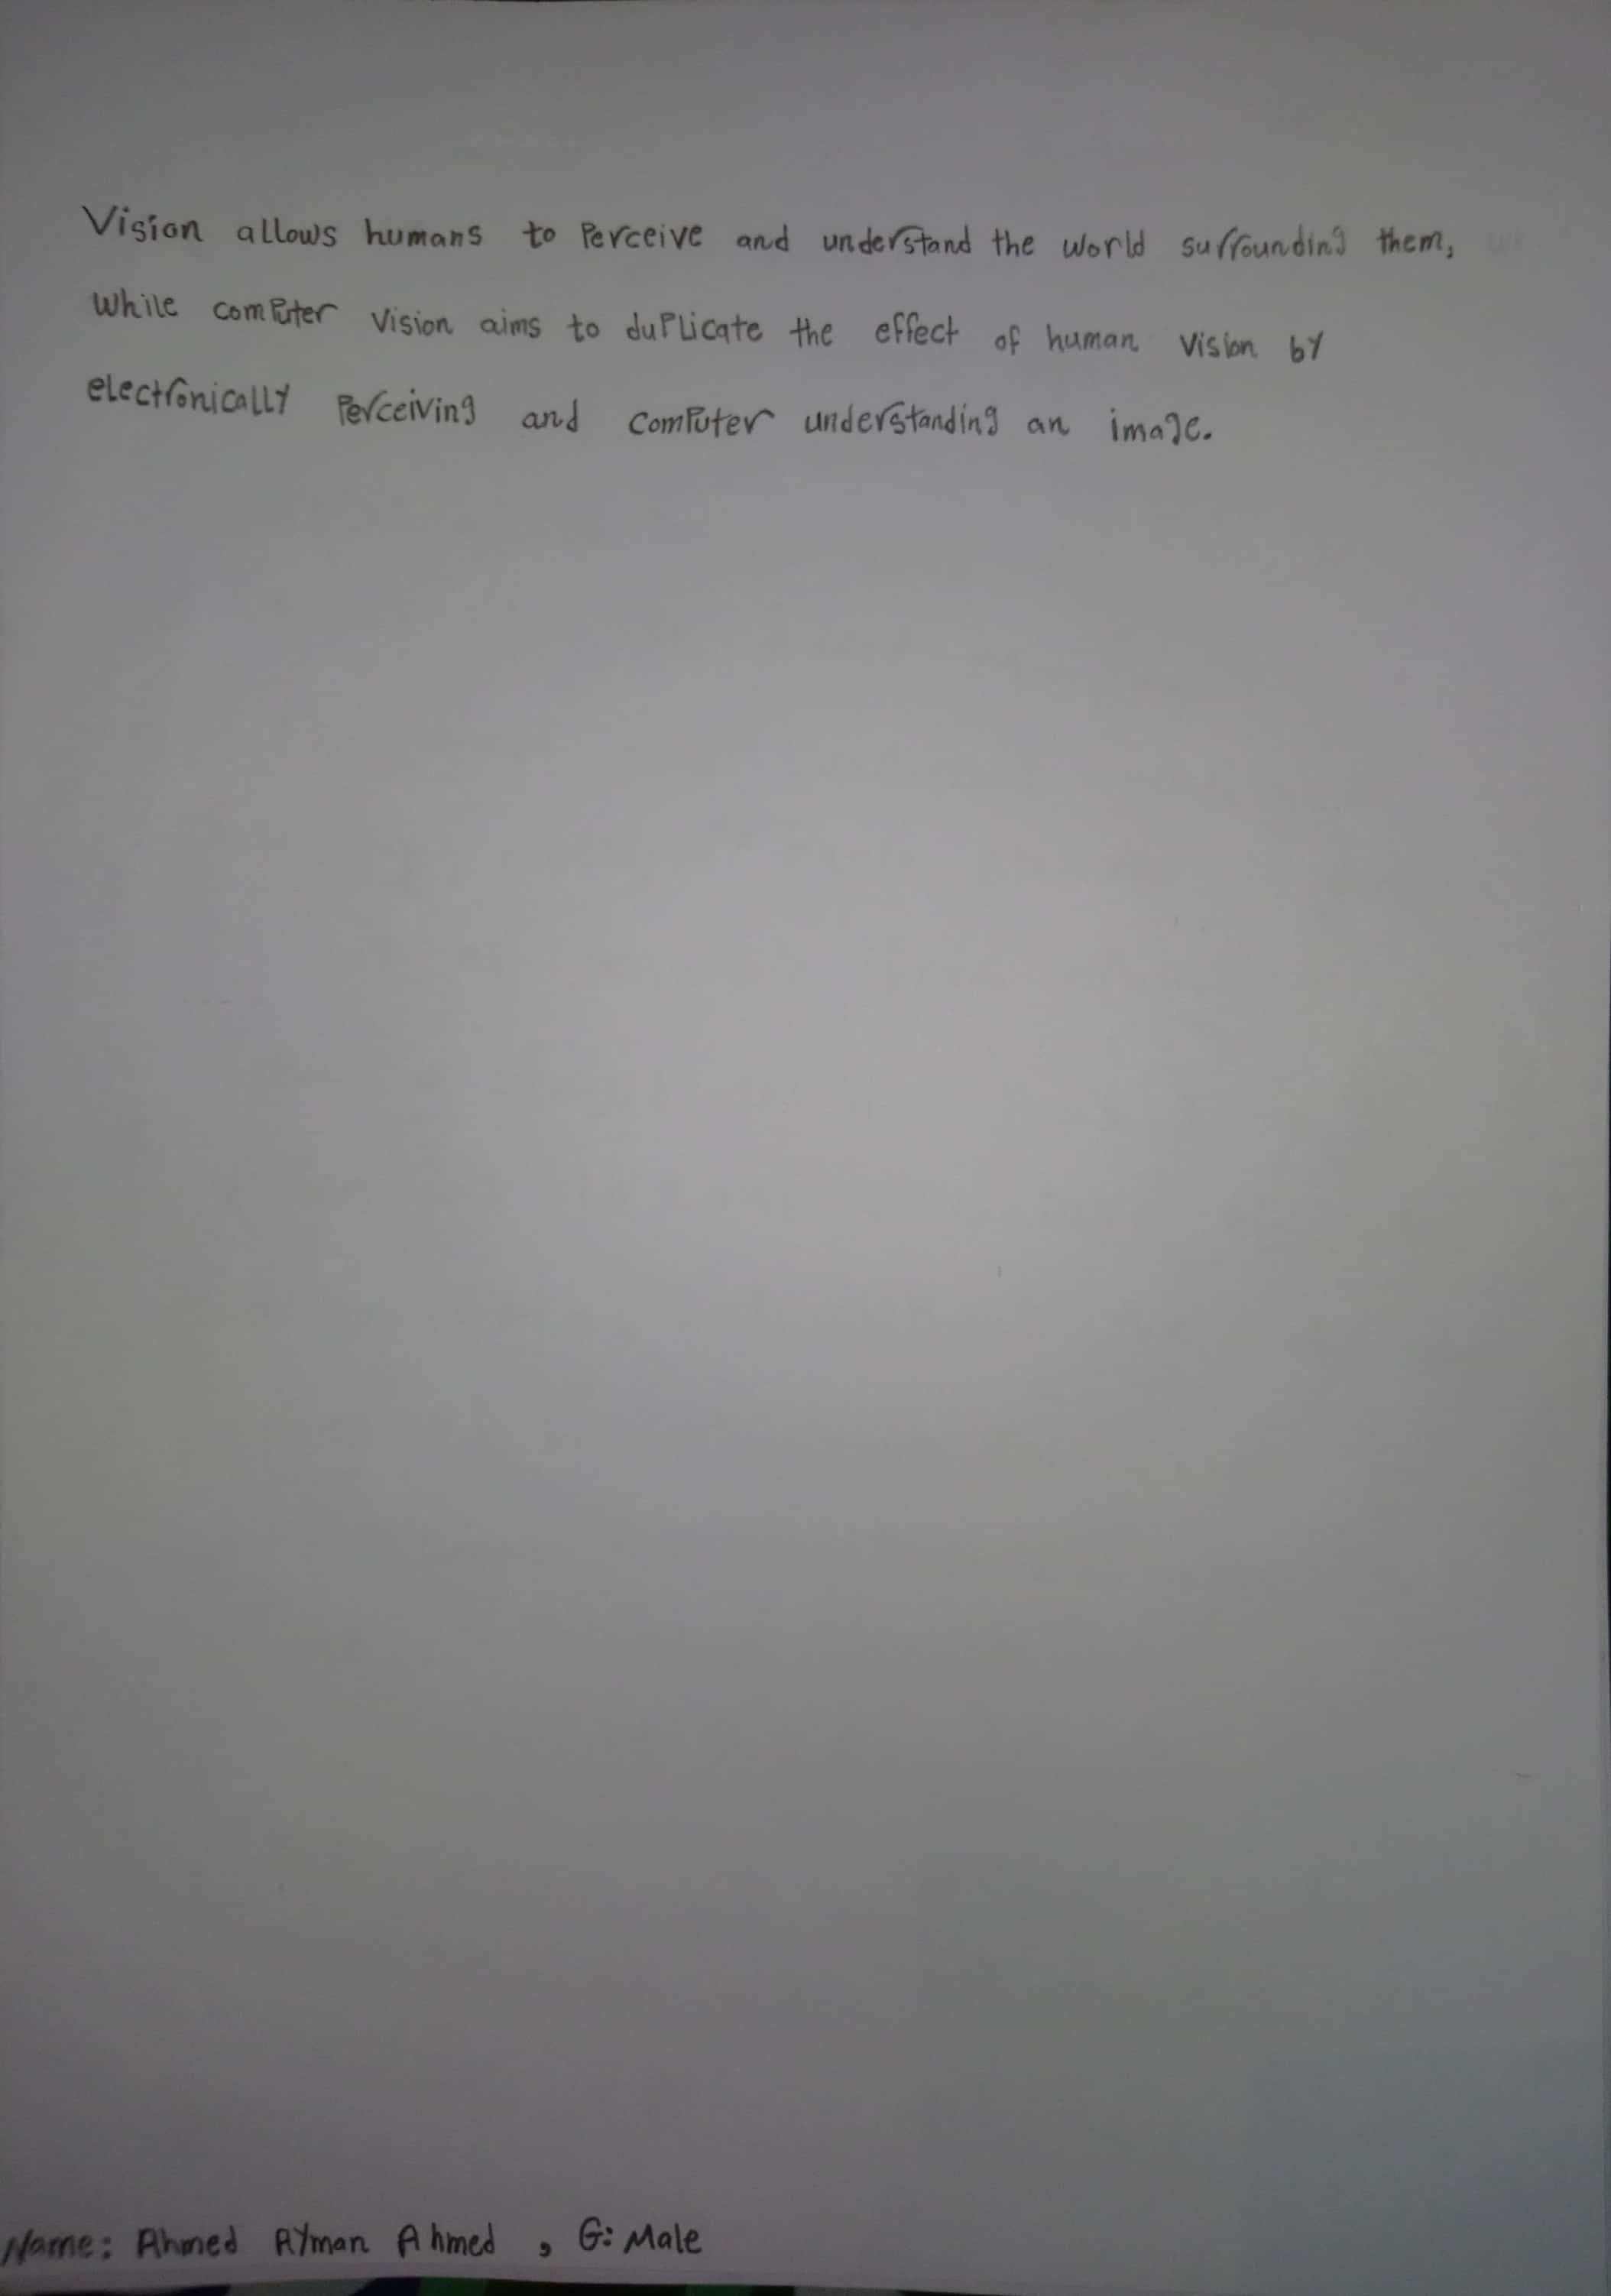 Vision allows humans to Perceive and understand the world surrounding them,
While computer Vision aims to duplicate the effect of human vision by
electronically Perceiving and computer understanding an image.
Name: Ahmed Ayman Ahmed , G: Male